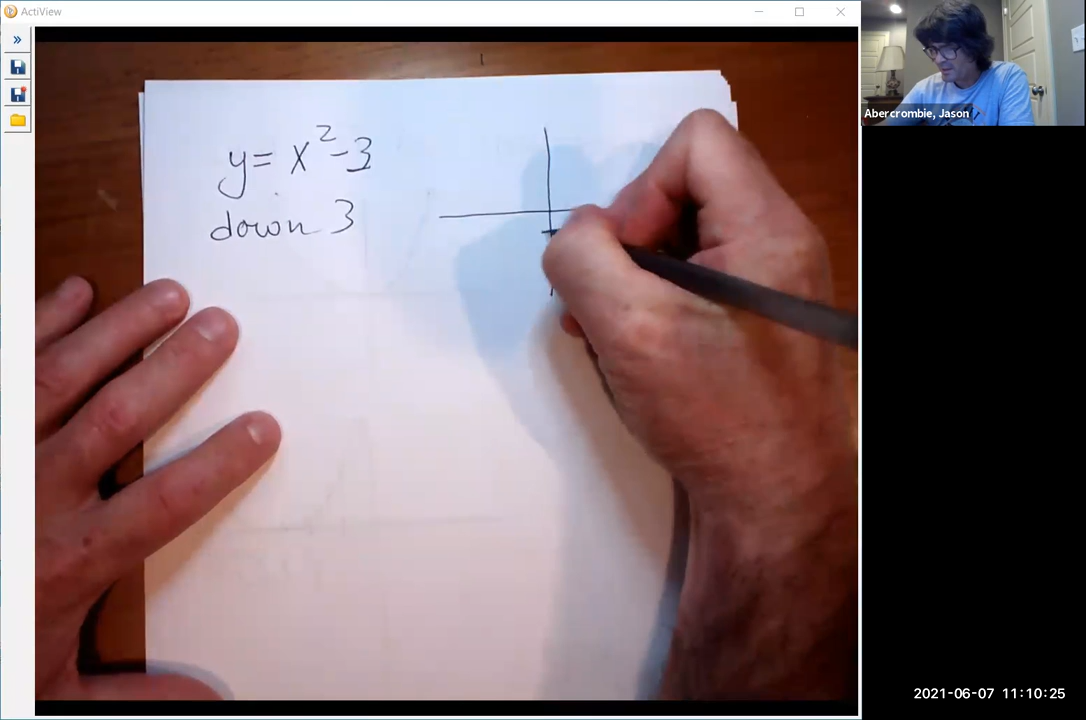 ActiView
»
y = x² - 3
down 3
Abercrombie, Jason
2021-06-07 11:10:25